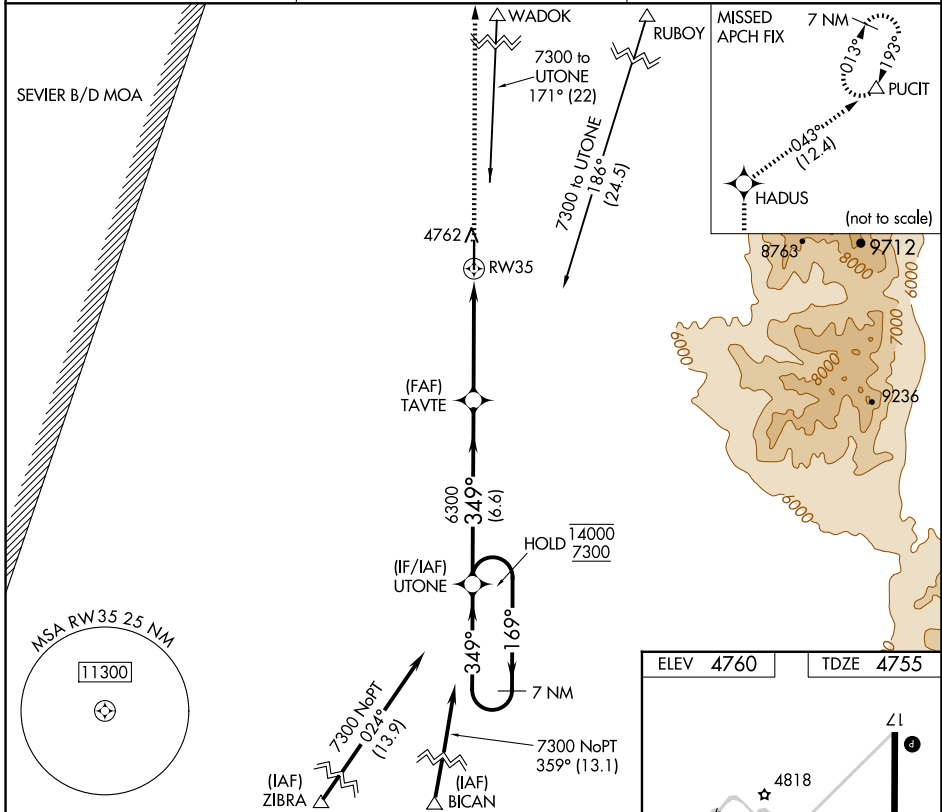 WADOK
RUBOY
MISSED
APCH FIX
7 NM
013°
193°
PUCIT
043°
(12.4)
HADUS
(not to scale)
SEVIER B/D MOA
7300 to
UTONE
171° (22)
7300 to UTONE
186°
(24.5)
4762
RW35
8763
9712
8000
6000
7000
6000
8000
9236
6000
(FAF)
TAVTE
6300
349°
(6.6)
HOLD
14000
7300
(IF/IAF)
UTONE
349°
169°
7 NM
MSA RW35 25 NM
11300
7300 NoPT
024°
(13.9)
7300 NoPT
359° (13.1)
(IAF)
ZIBRA
(IAF)
BICAN
ELEV 4760
TDZE 4755
17
P
4818